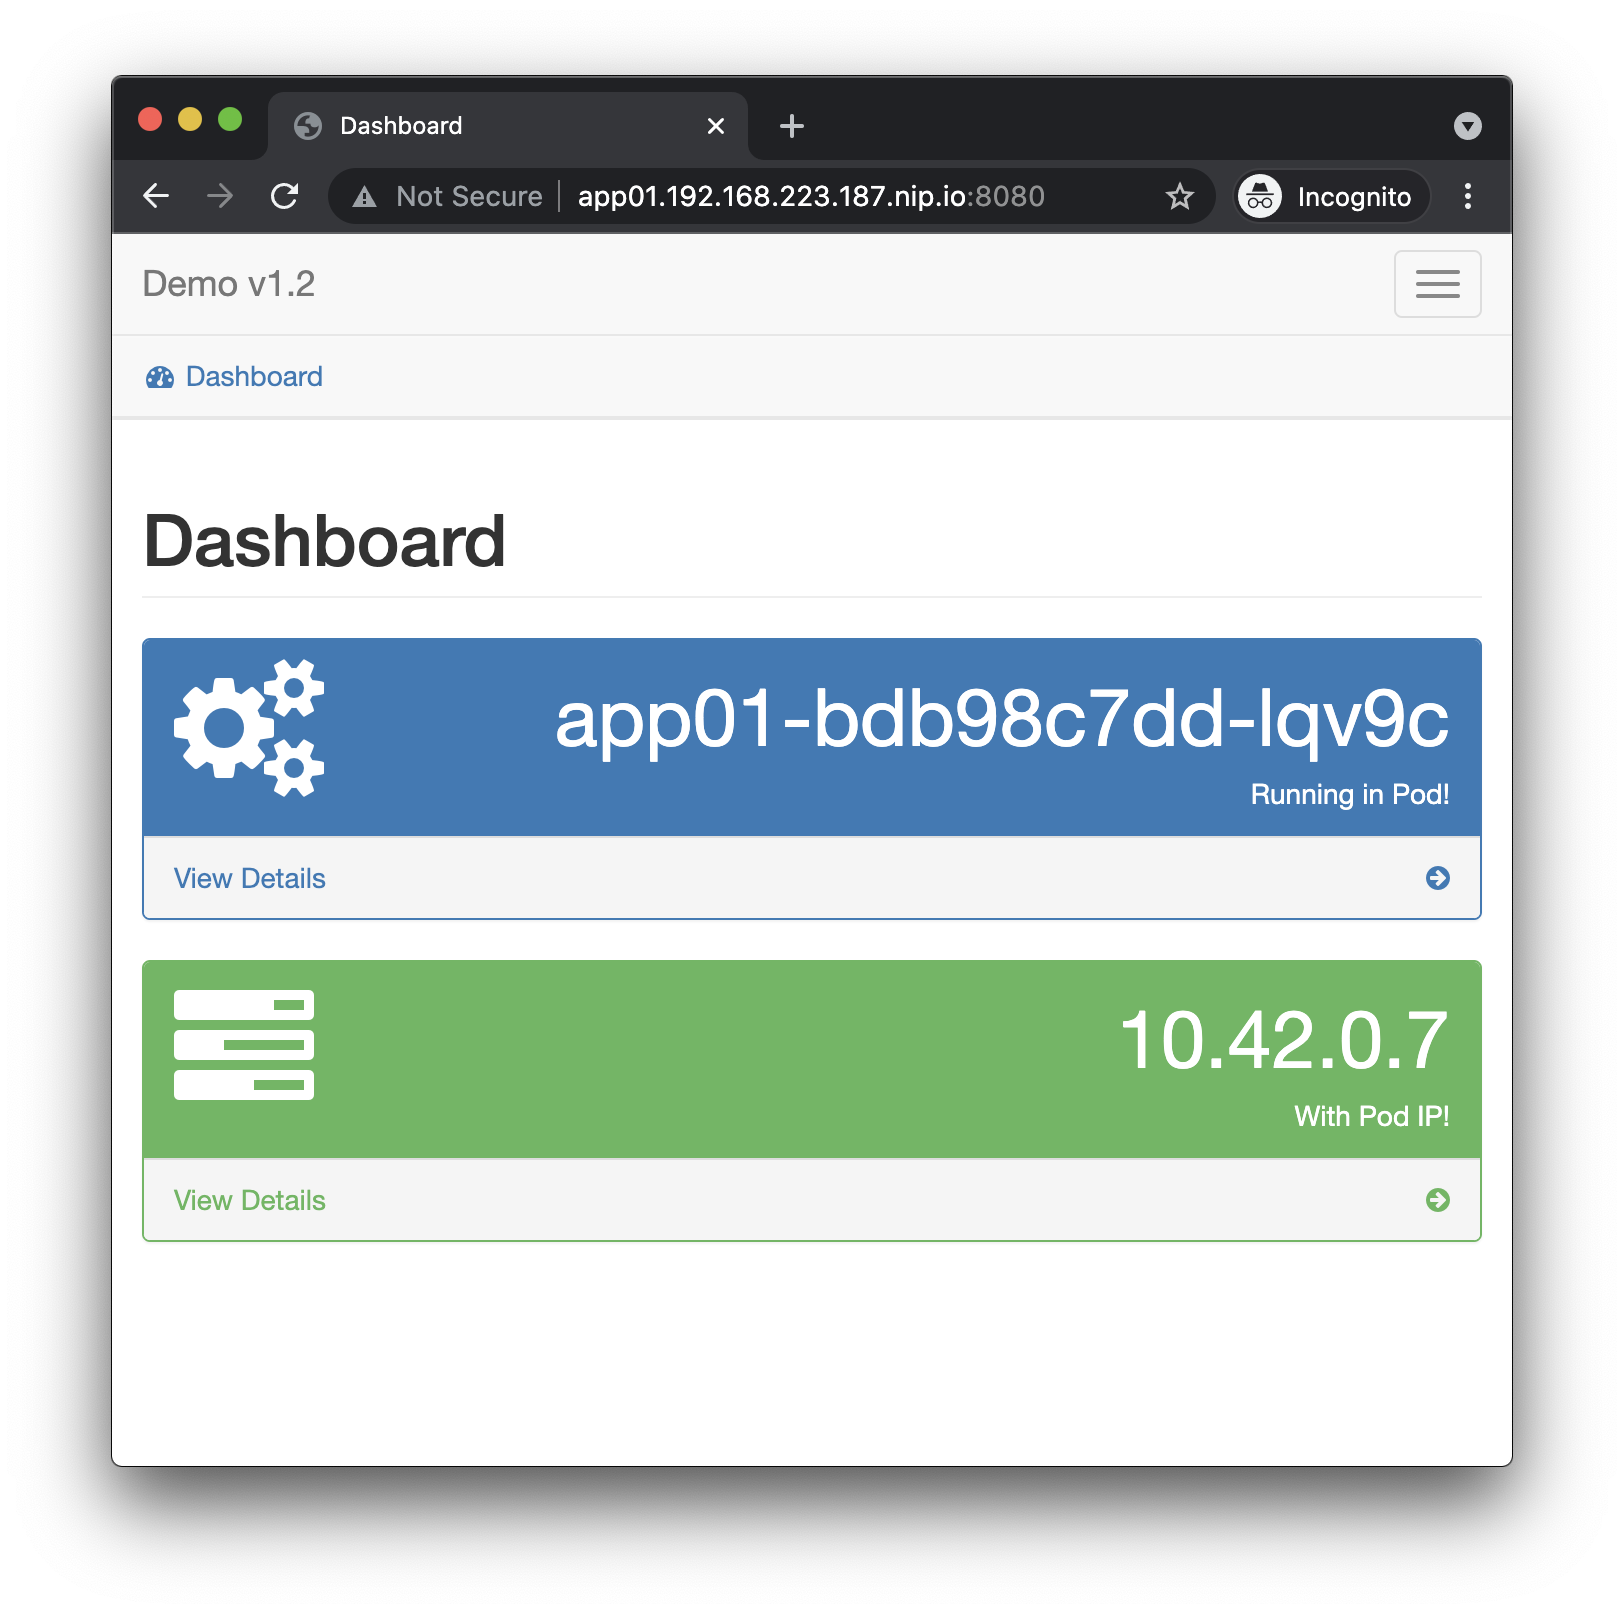 Dashboard
Not Secure
app01.192.168.223.187.nip.io:8080
Incognito
Demo v1.2
Dashboard
Dashboard
app01-bdb98c7dd-lqv9c
Running in Pod!
View Details
10.42.0.7
With Pod IP!
View Details